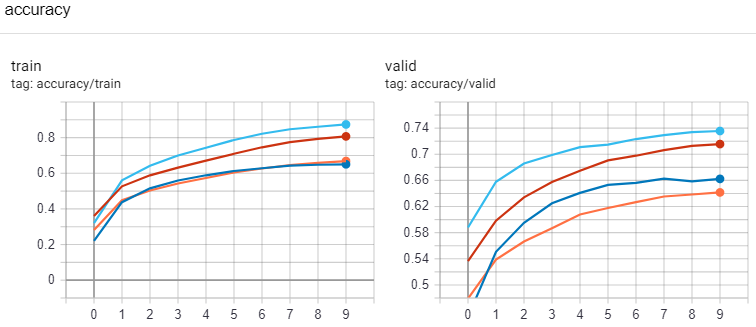 accuracy
train
tag: accuracy/train
0.8
0.6
0.4
0.2
0
0 1 2 3 4 5 6 7 8 9
valid
tag: accuracy/valid
0.74
0.7
0.66
0.62
0.58
0.54
0.5
0 1 2 3 4 5 6 7 8 9